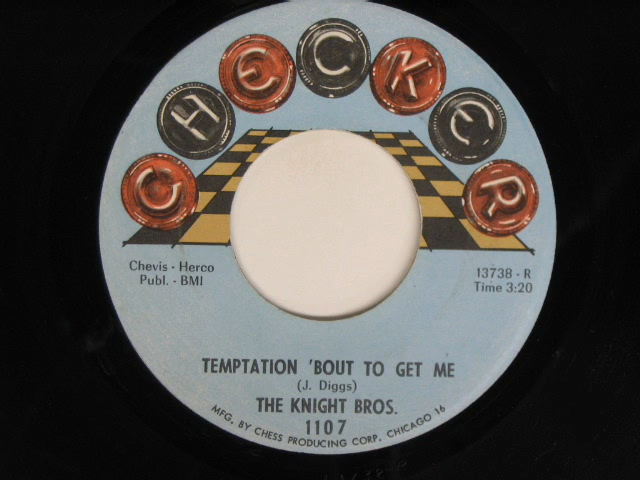 CHECKER
Chevis - Herco
Publ. - BMI
13738 - R
Time 3:20
TEMPTATION 'BOUT TO GET ME
(J. Diggs)
THE KNIGHT BROS.
1107
MFG. BY CHESS PRODUCING CORP. CHICAGO 16